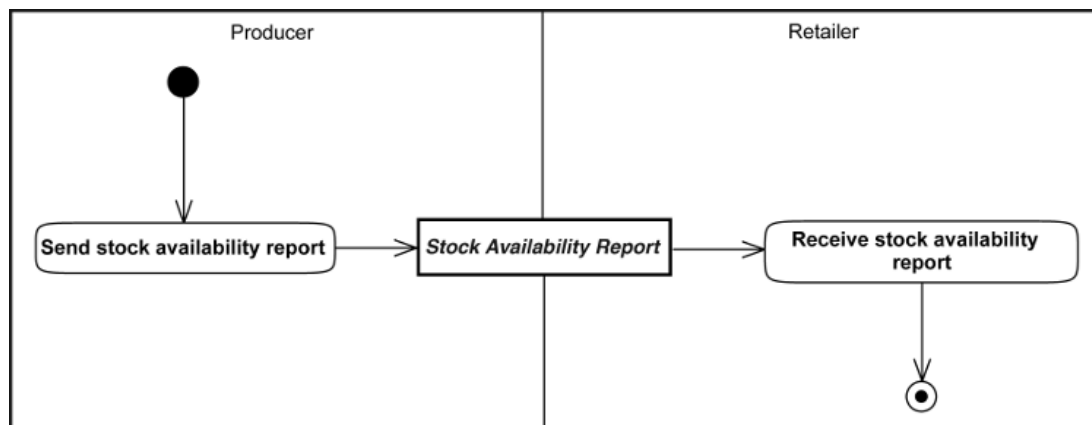 Producer
Retailer
Send stock availability report
Stock Availability Report
Receive stock availability
report